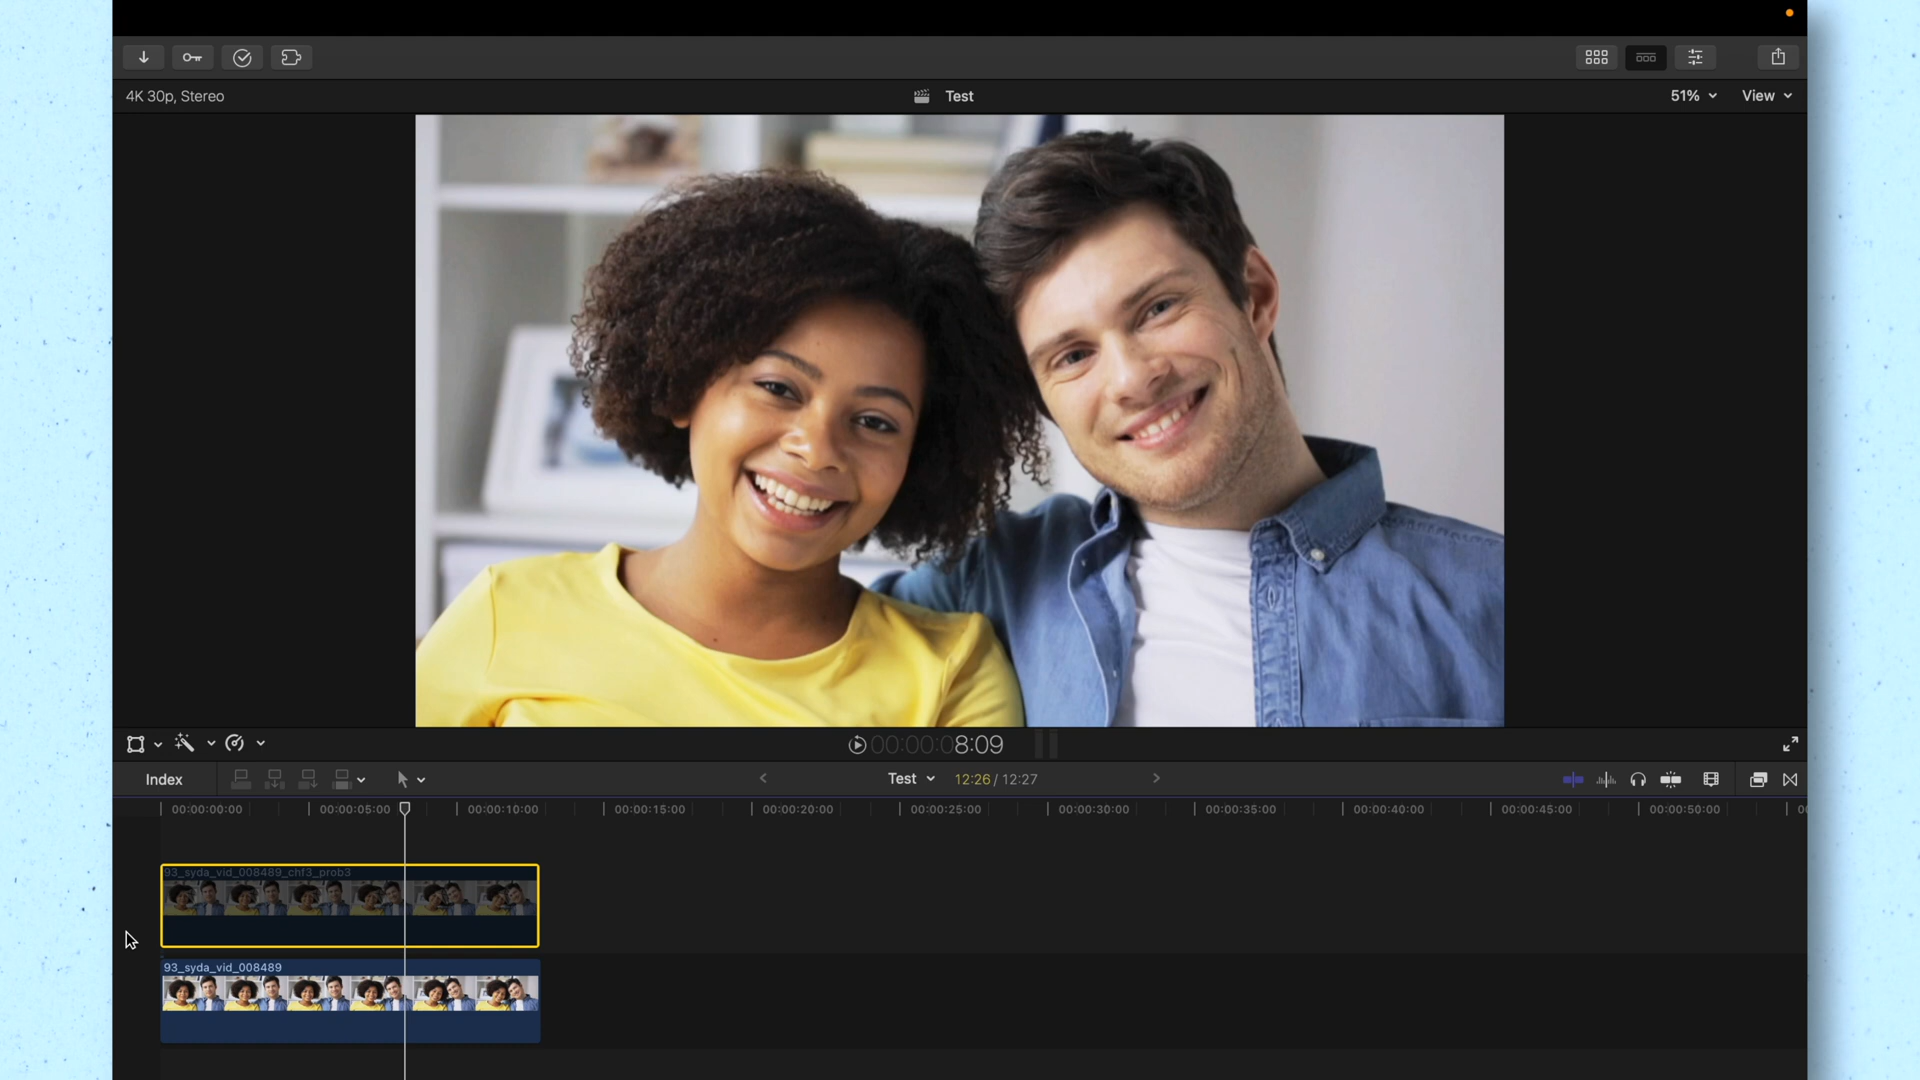 4K 30p, Stereo
Test
51%
View
00:00:08:09
Index
Test
12:26 / 12:27
00:00:00:00
00:00:05:00
00:00:10:00
00:00:15:00
00:00:20:00
00:00:25:00
00:00:30:00
00:00:35:00
00:00:40:00
00:00:45:00
00:00:50:00
93_syda_vid_008489_chf3_prob3
93_syda_vid_008489